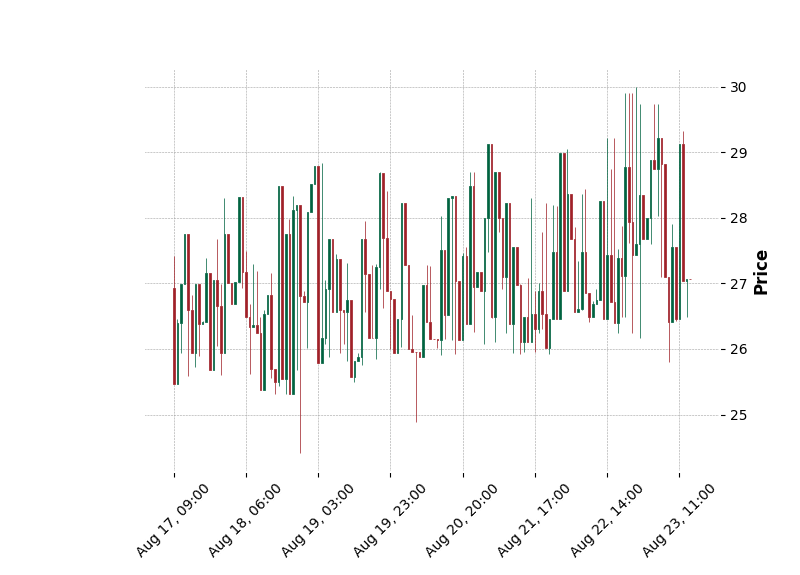 30
29
28
27
26
25
Price
Aug 17, 09:00
Aug 18, 06:00
Aug 19, 03:00
Aug 19, 23:00
Aug 20, 20:00
Aug 21, 17:00
Aug 22, 14:00
Aug 23, 11:00